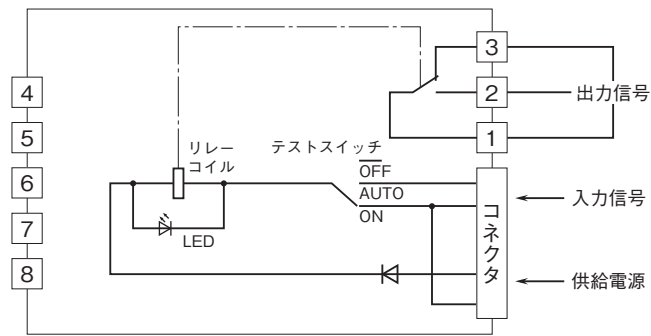 3
4
2
出力信号
5
1
リレー
コイル
テストスイッチ
OFF
6
AUTO
入力信号
ON
コネクタ
7
LED
8
供給電源